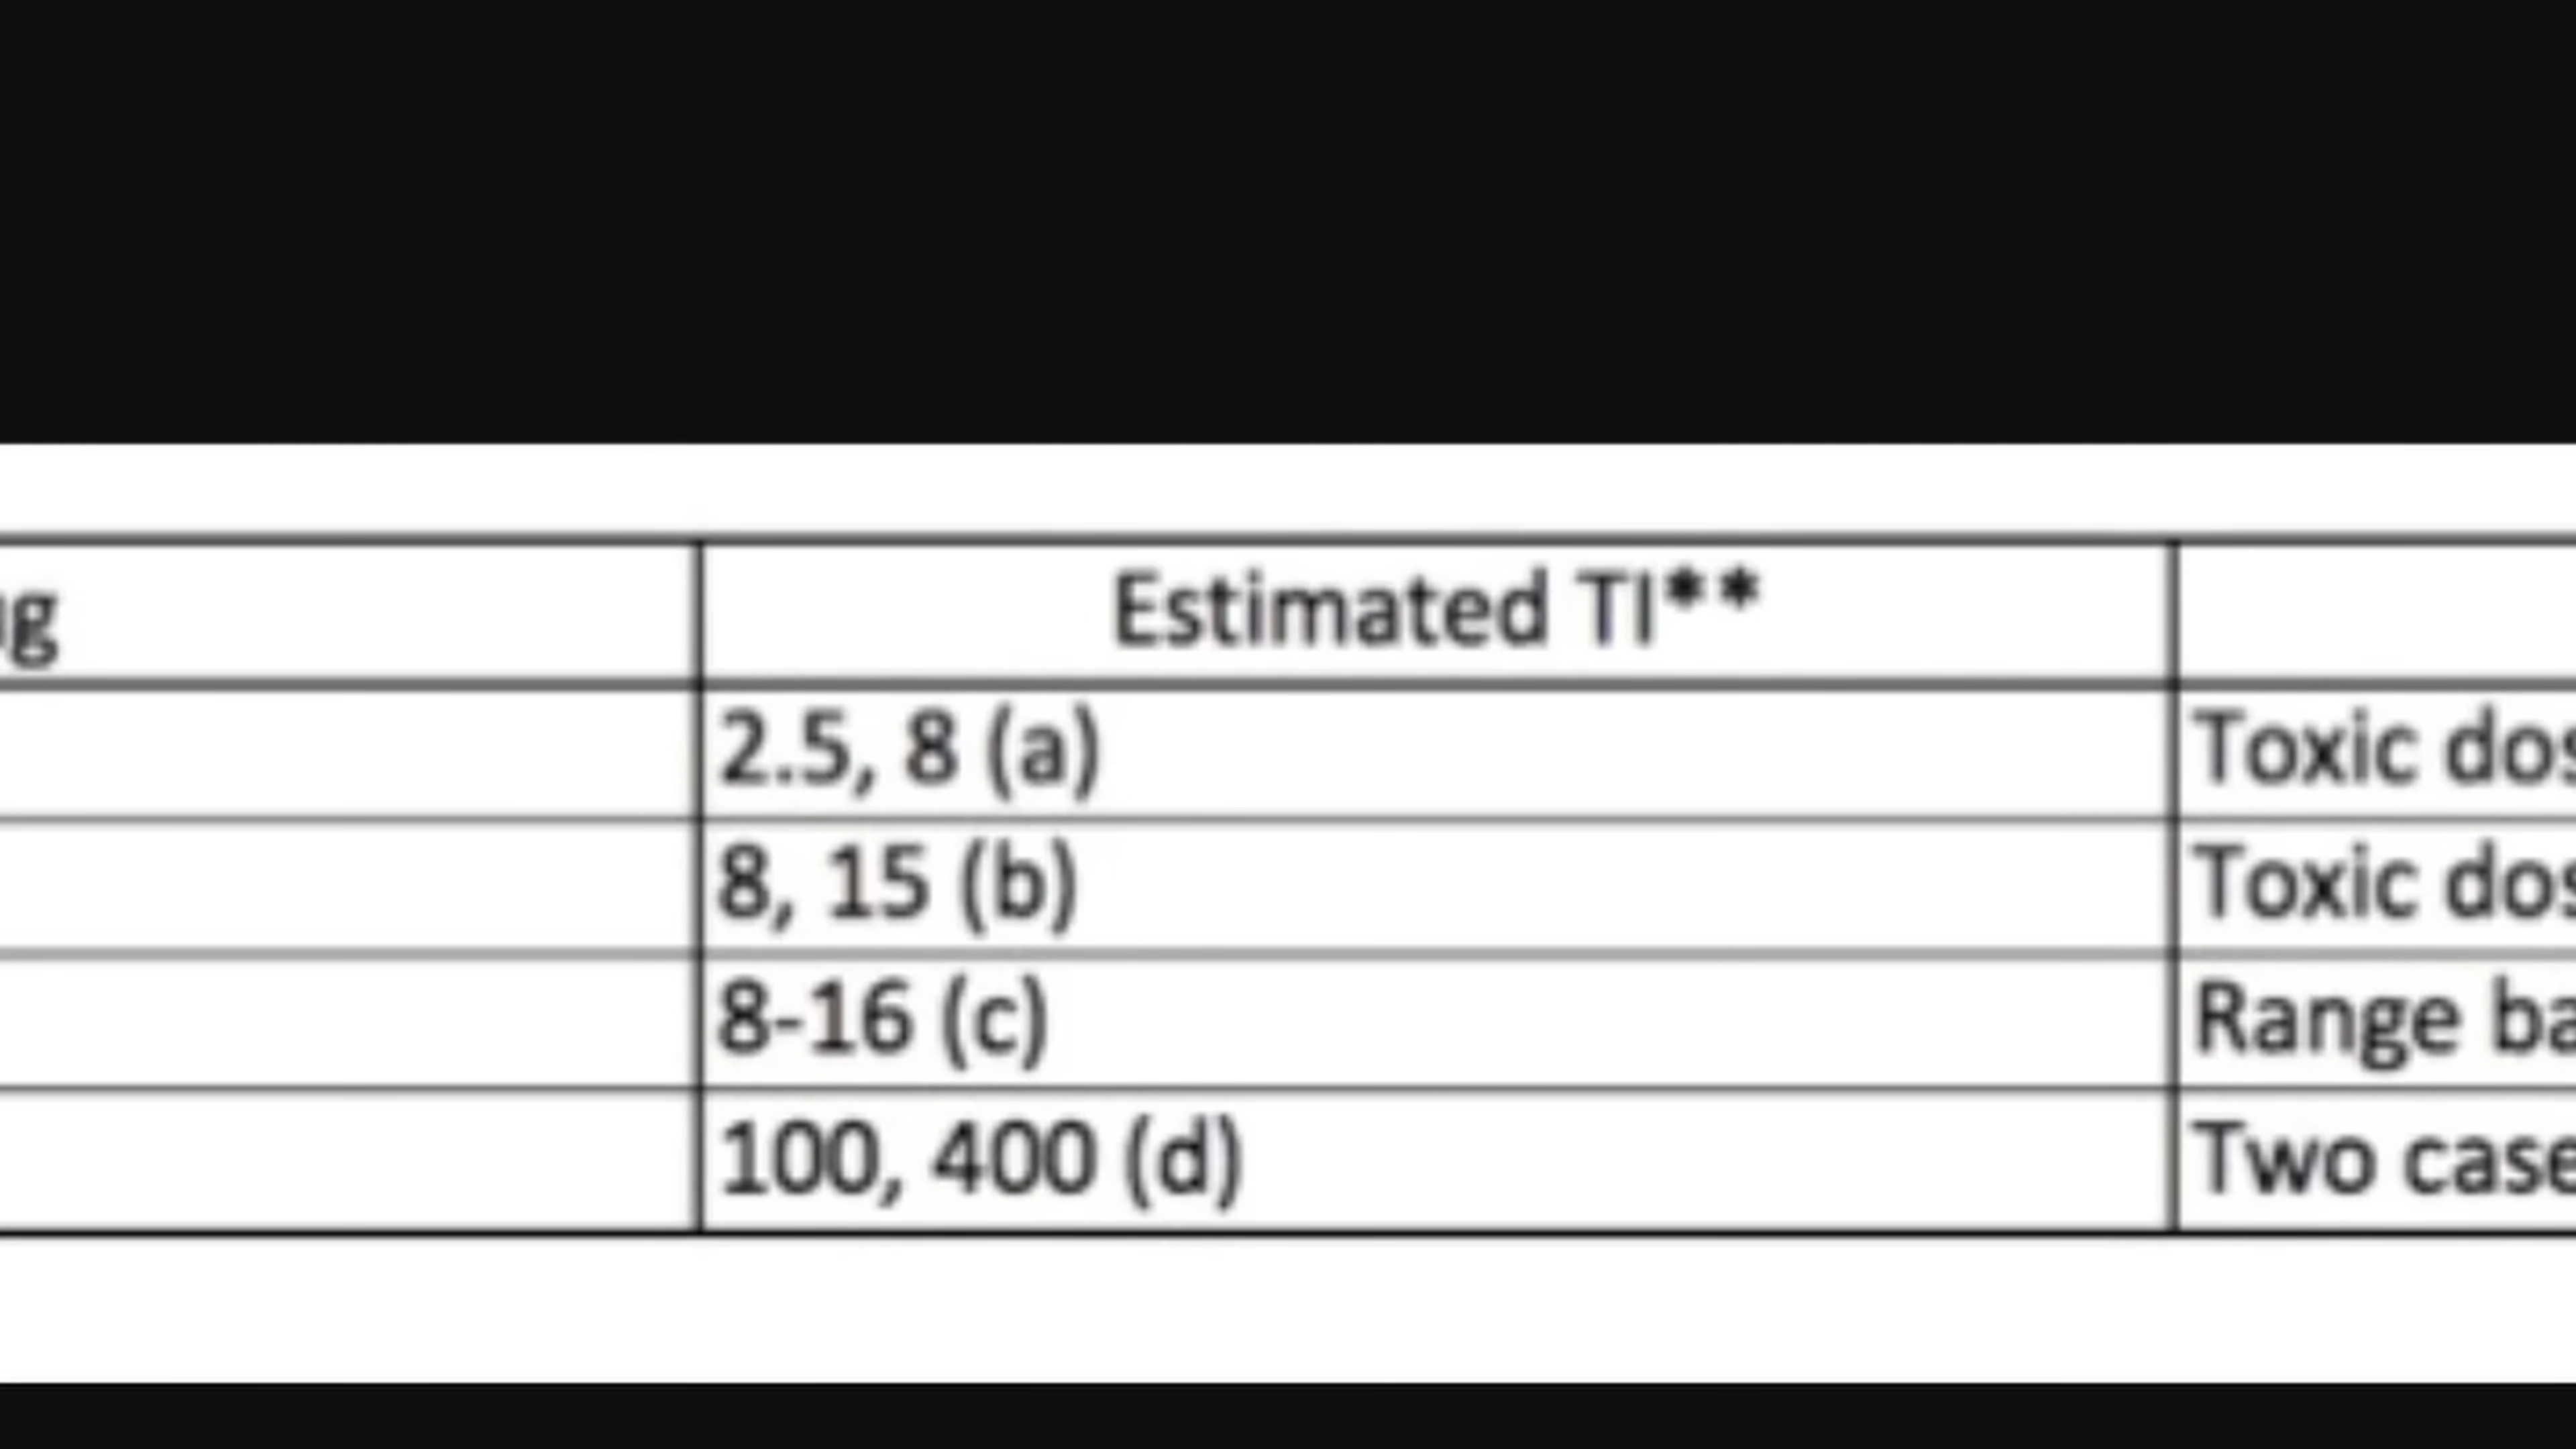 Estimated TI**
2.5, 8 (a)
Toxic
8, 15 (b)
Toxic
8-16 (c)
Range
100, 400 (d)
Two